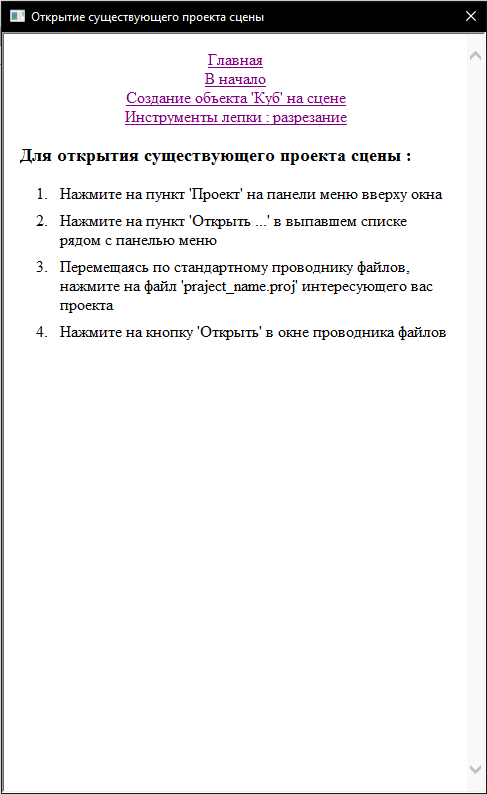 Открытие существующего проекта сцены
Главная
В начало
Создание объекта 'Куб' на сцене
Инструменты лепки : разрезание
Для открытия существующего проекта сцены :
1. Нажмите на пункт 'Проект' на панели меню вверху окна
2. Нажмите на пункт 'Открыть ...' в выпавшем списке
рядом с панелью меню
3. Перемещаясь по стандартному проводнику файлов,
нажмите на файл 'praject_name.proj' интересующего вас
проекта
4. Нажмите на кнопку 'Открыть' в окне проводника файлов